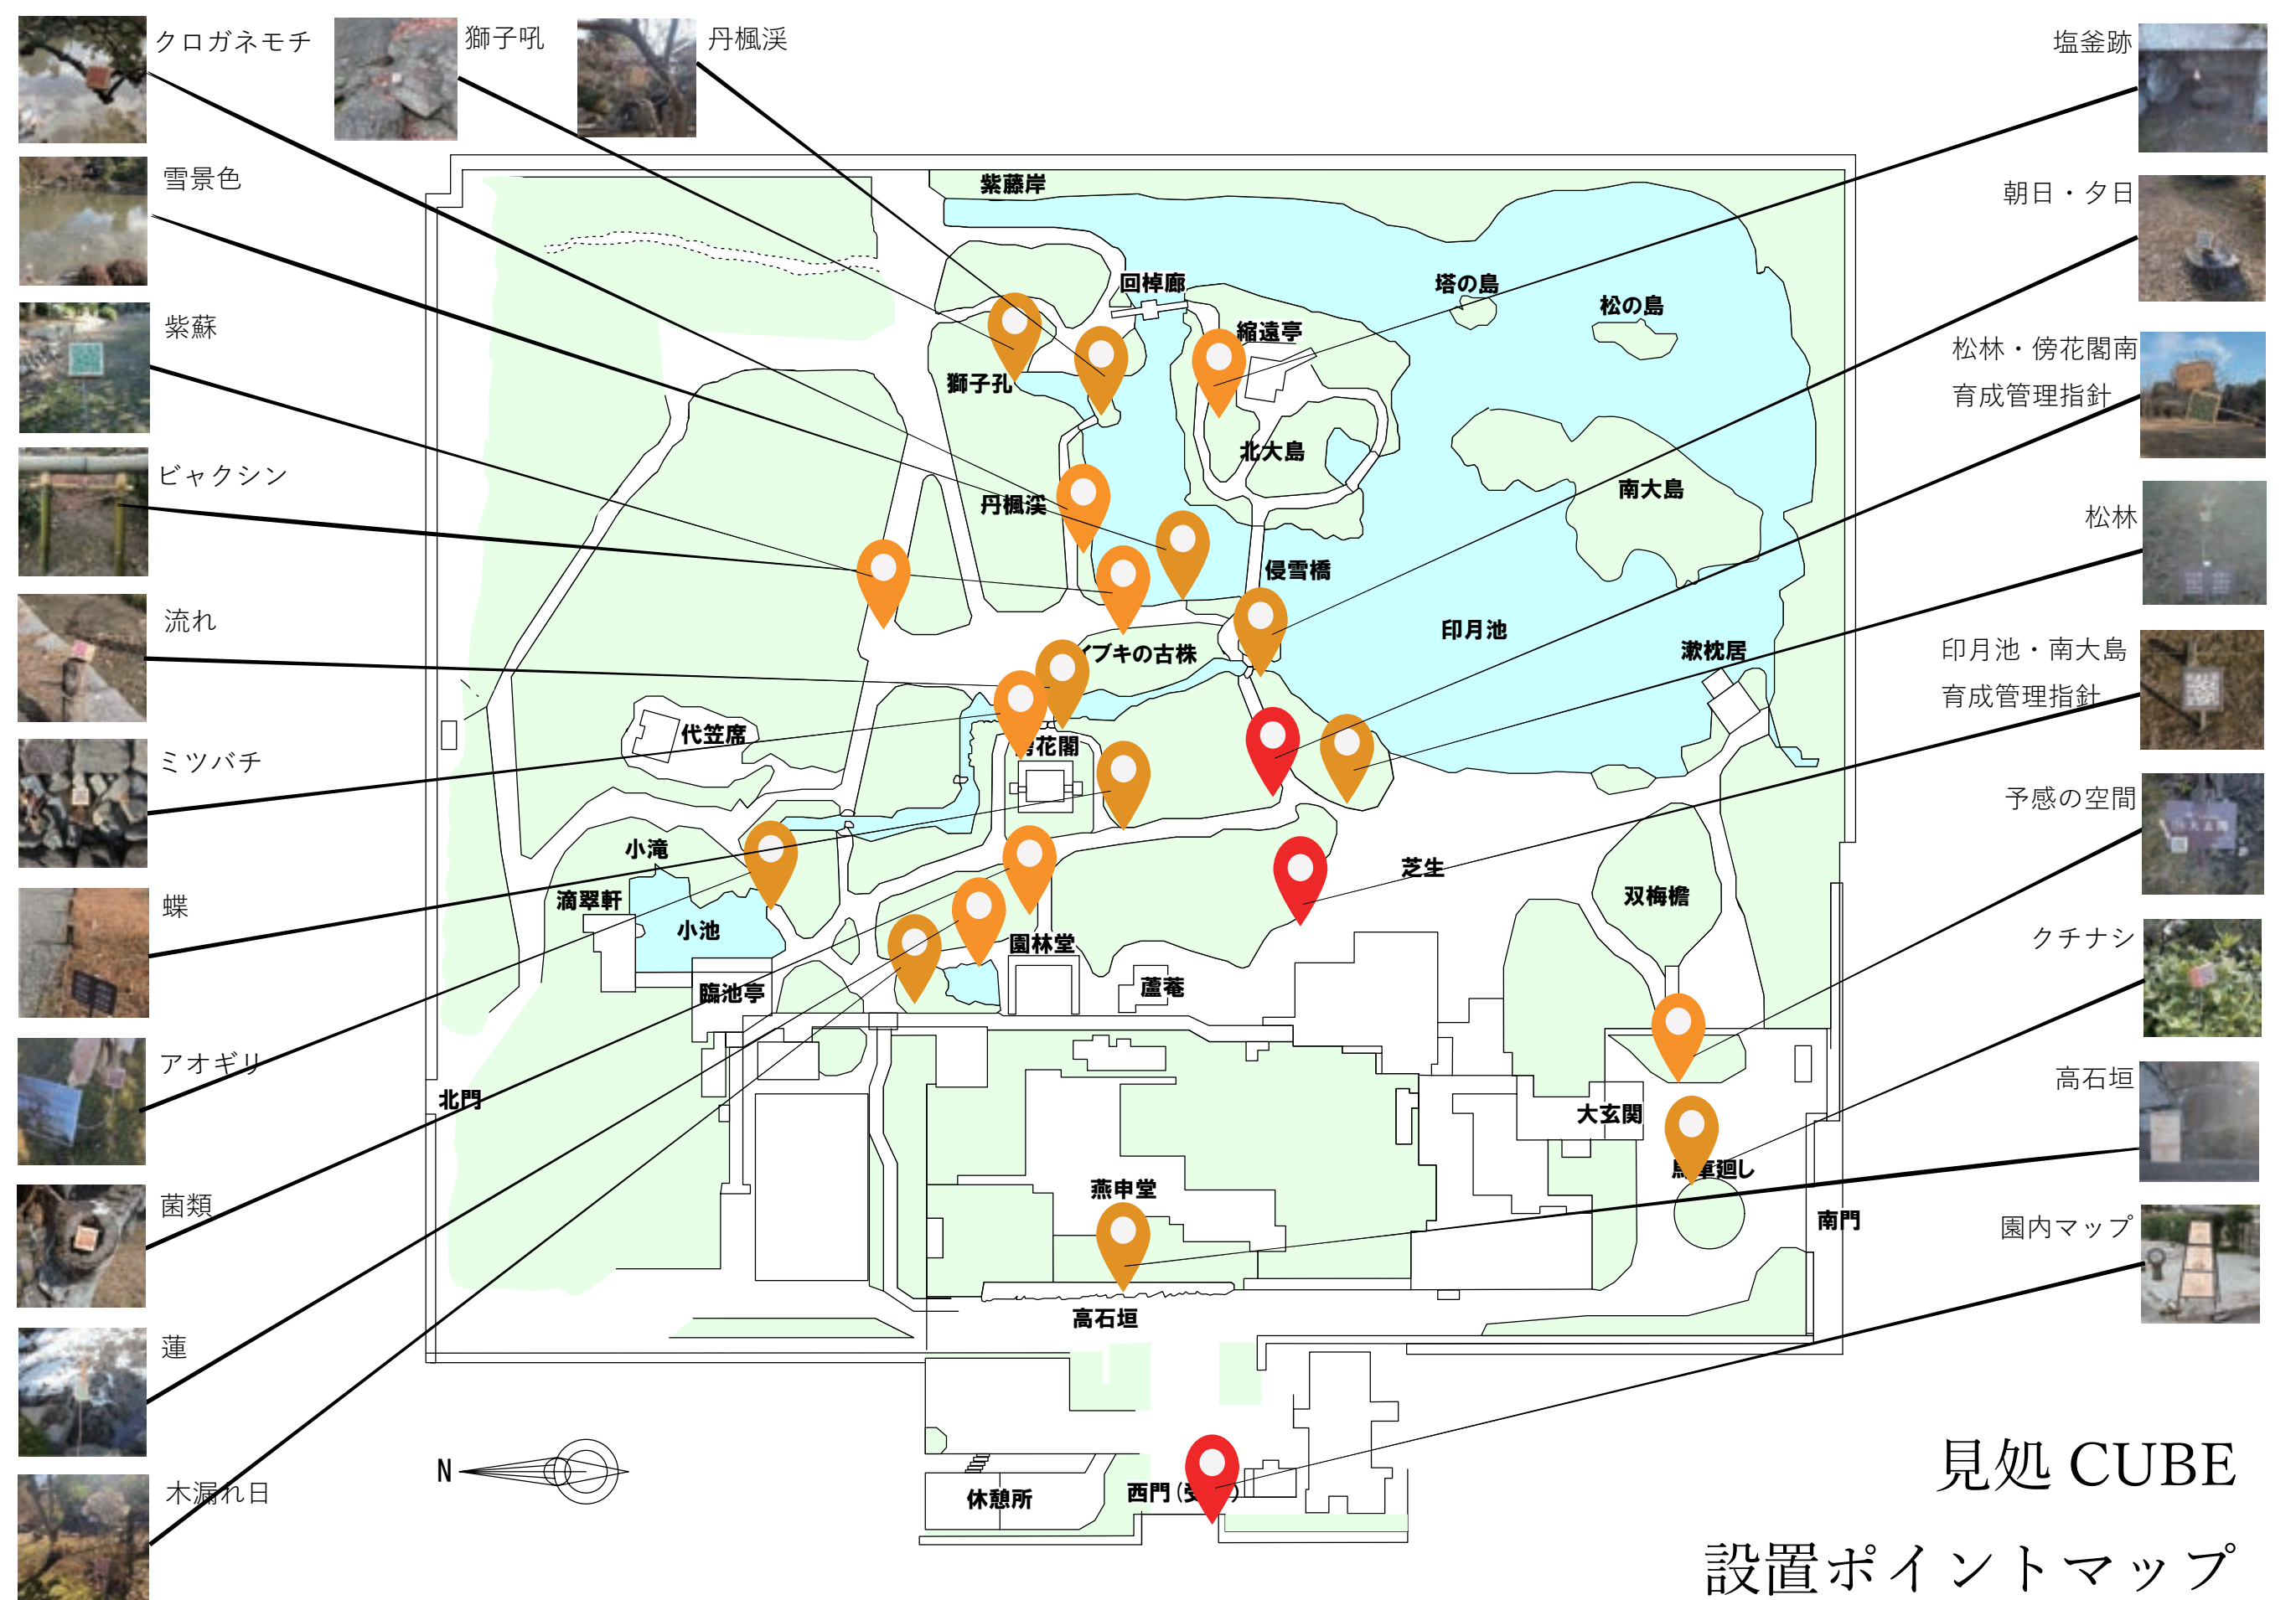 クロガネモチ
獅子吼
丹楓渓
塩釜跡
雪景色
紫蘇
ビャクシン
流れ
ミツバチ
蝶
アオギリ
菌類
蓮
木漏れ日
朝日・夕日
松林・傍花閣南
育成管理指針
松林
印月池・南大島
育成管理指針
予感の空間
クチナシ
高石垣
園内マップ
紫藤岸
回棹廊
塔の島
松の島
縮遠亭
獅子孔
北大島
南大島
丹楓渓
侵雪橋
印月池
漱枕居
イブキの古株
代笠席
傍花閣
小滝
芝生
滴翠軒
双梅檐
小池
園林堂
臨池亭
蘆菴
北門
大玄関
馬車廻し
燕申堂
南門
高石垣
N
休憩所
西門(受
)
見処 CUBE
設置ポイントマップ